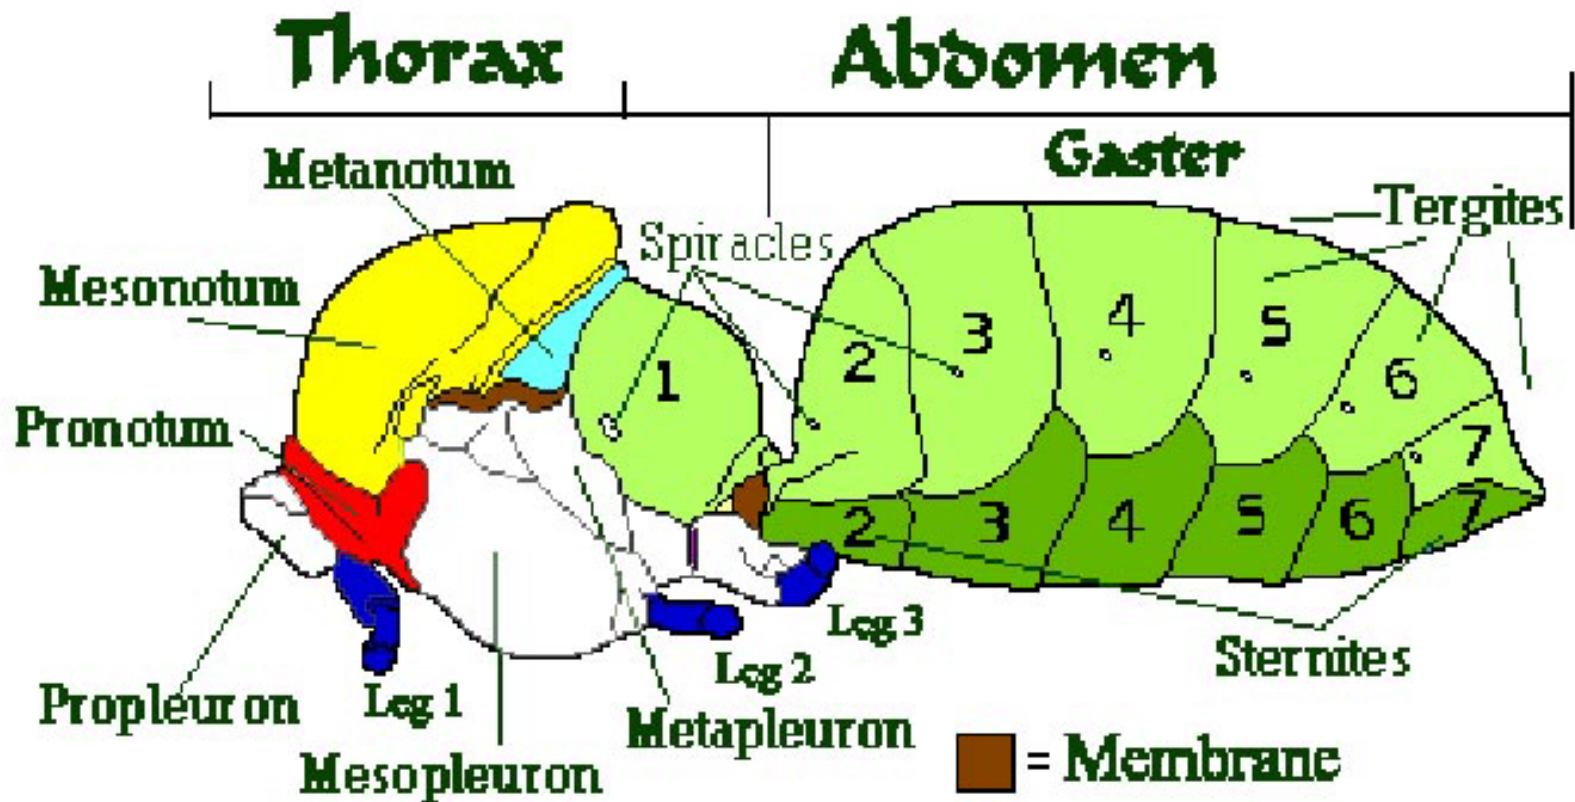 Thorax
Abdomen
Gaster
Metanotum
Tergites
Spiracles
Mesonotum
Pronotum
1
2
3
4
5
6
7
2
3
4
5
6
7
Leg 3
Leg 2
Leg 1
Sternites
Propleuron
Metapleuron
Mesopleuron
= Membrane